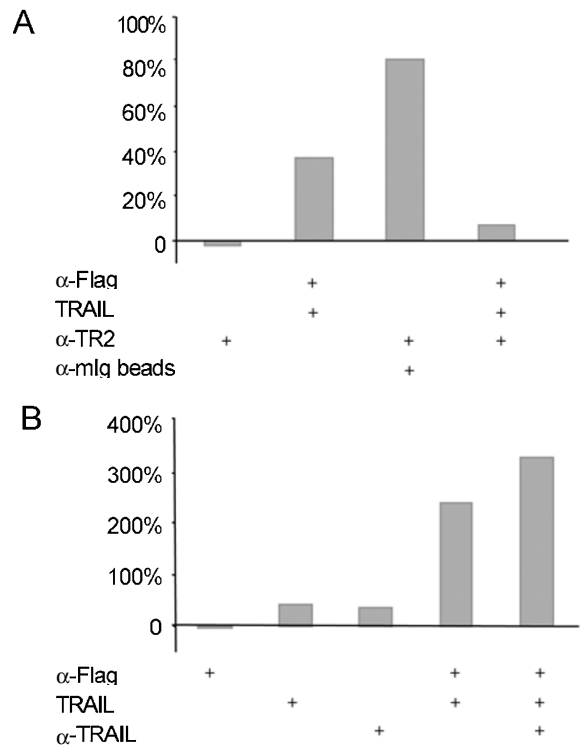 A
100%
80%
60%
40%
20%
0
α-Flag + +
TRAIL + +
α-TR2 + + +
α-mIg beads +
B
400%
300%
200%
100%
0
α-Flag + + +
TRAIL + + +
α-TRAIL + +